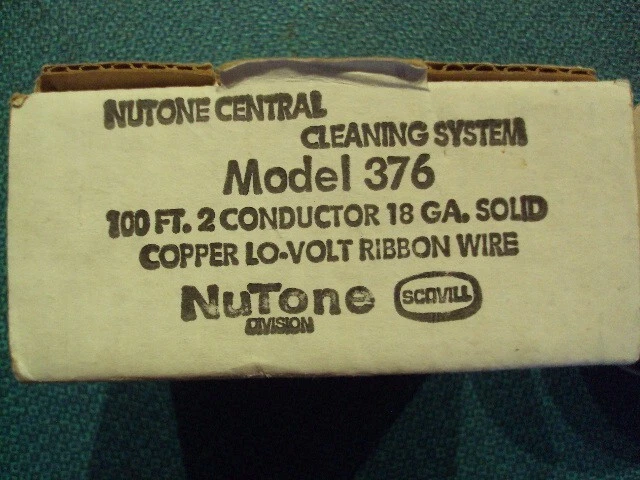 NUTONE CENTRAL
CLEANING SYSTEM
Model 376
100 FT. 2 CONDUCTOR 18 GA. SOLID
COPPER LO-VOLT RIBBON WIRE
NuTone SCOVILL
DIVISION